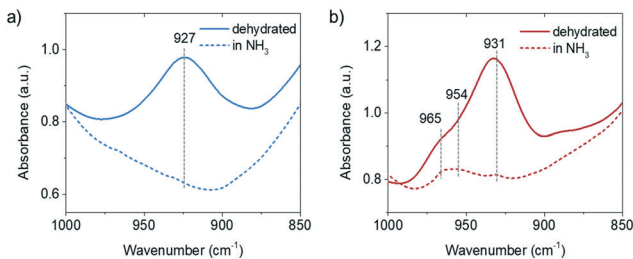 a)
927
dehydrated
in NH3
Absorbance (a.u.)
1.0
0.8
0.6
1000
950
900
850
Wavenumber (cm-1)
b)
931
954
965
dehydrated
in NH3
Absorbance (a.u.)
1.2
1.0
0.8
1000
950
900
850
Wavenumber (cm-1)